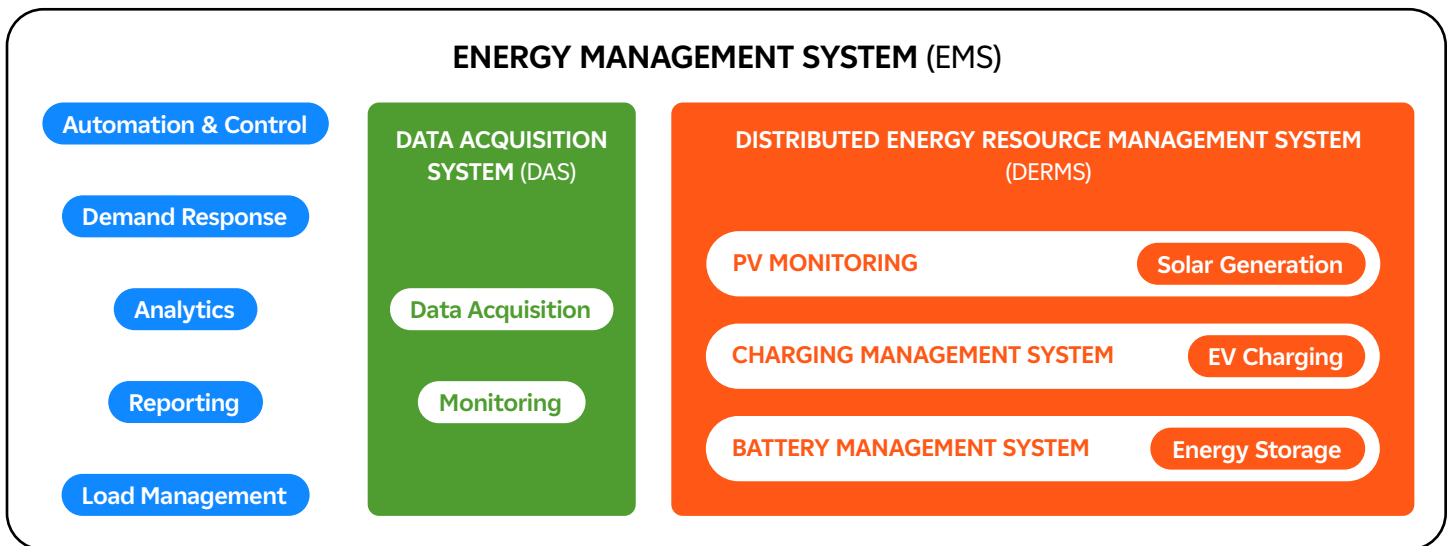 ENERGY MANAGEMENT SYSTEM (EMS)
Automation & Control
Demand Response
Analytics
Reporting
Load Management
DATA ACQUISITION
SYSTEM (DAS)
Data Acquisition
Monitoring
DISTRIBUTED ENERGY RESOURCE MANAGEMENT SYSTEM
(DERMS)
PV MONITORING
Solar Generation
CHARGING MANAGEMENT SYSTEM
EV Charging
BATTERY MANAGEMENT SYSTEM
Energy Storage